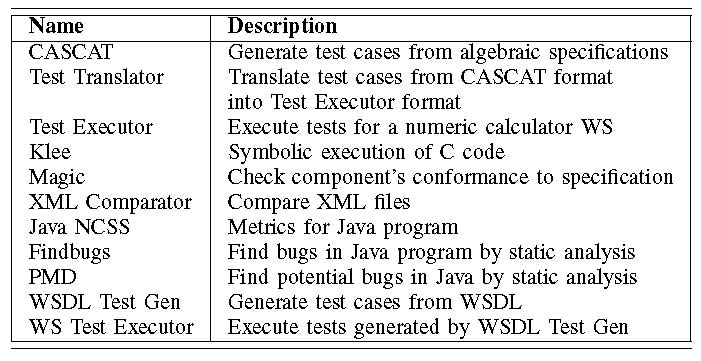 Name Description
CASCAT Generate test cases from algebraic specifications
Test Translator Translate test cases from CASCAT format
into Test Executor format
Test Executor Execute tests for a numeric calculator WS
Klee Symbolic execution of C code
Magic Check component's conformance to specification
XML Comparator Compare XML files
Java NCSS Metrics for Java program
Findbugs Find bugs in Java program by static analysis
PMD Find potential bugs in Java by static analysis
WSDL Test Gen Generate test cases from WSDL
WS Test Executor Execute tests generated by WSDL Test Gen